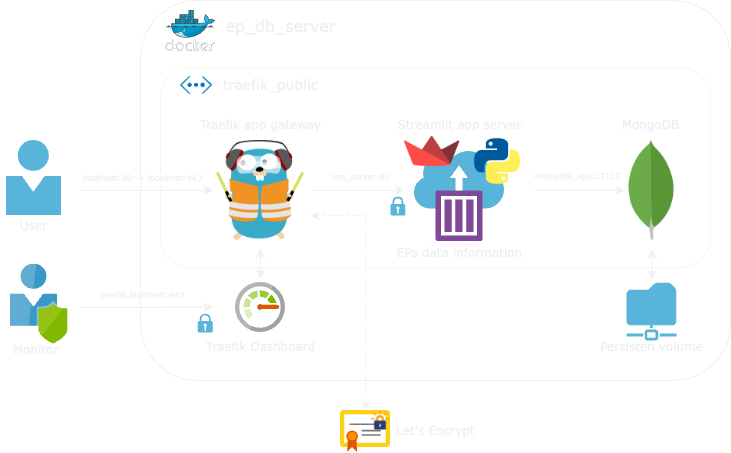 docker
ep_db_server
traefik_public
Traefik app gateway
Streamlit app server
MongoDB
localhost:80 -> localhost:443
eps_server:80
mongodb_eps:27117
User
EPs data information
traefik.localhost:443
Monitor
Traefik Dashboard
Persisten volume
Let's Encrypt